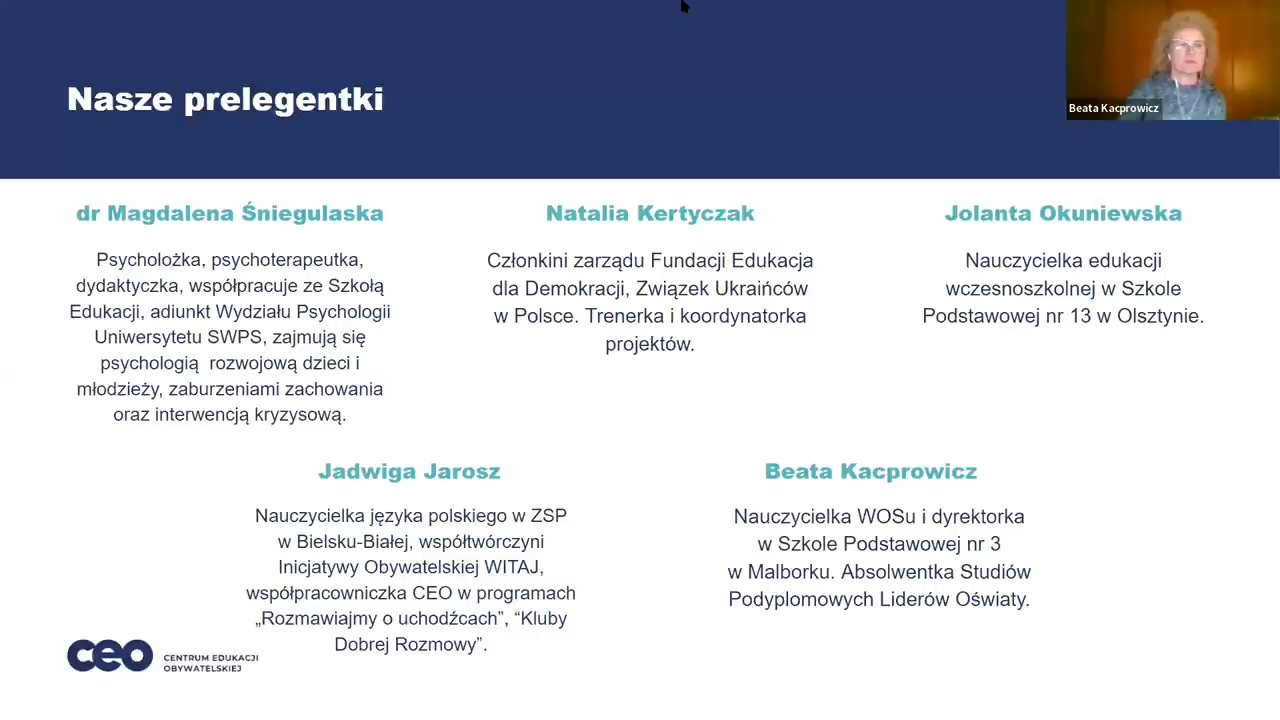 Nasze prelegentki
Beata Kacprowicz
dr Magdalena Śniegulaska
Psycholożka, psychoterapeutka,
dydaktyczka, współpracuje ze Szkołą
Edukacji, adiunkt Wydziału Psychologii
Uniwersytetu SWPS, zajmują się
psychologią rozwojową dzieci i
młodzieży, zaburzeniami zachowania
oraz interwencją kryzysową.
Natalia Kertyczak
Członkini zarządu Fundacji Edukacja
dla Demokracji, Związek Ukraińców
w Polsce. Trenerka i koordynatorka
projektów.
Jolanta Okuniewska
Nauczycielka edukacji
wczesnoszkolnej w Szkole
Podstawowej nr 13 w Olsztynie.
Jadwiga Jarosz
Nauczycielka języka polskiego w ZSP
w Bielsku-Białej, współtwórczyni
Inicjatywy Obywatelskiej WITAJ,
współpracowniczka CEO w programach
„Rozmawiajmy o uchodźcach”, “Kluby
Dobrej Rozmowy”.
Beata Kacprowicz
Nauczycielka WOSu i dyrektorka
w Szkole Podstawowej nr 3
w Malborku. Absolwentka Studiów
Podyplomowych Liderów Oświaty.
ceo
CENTRUM EDUKACJI
OBYWATELSKIEJ